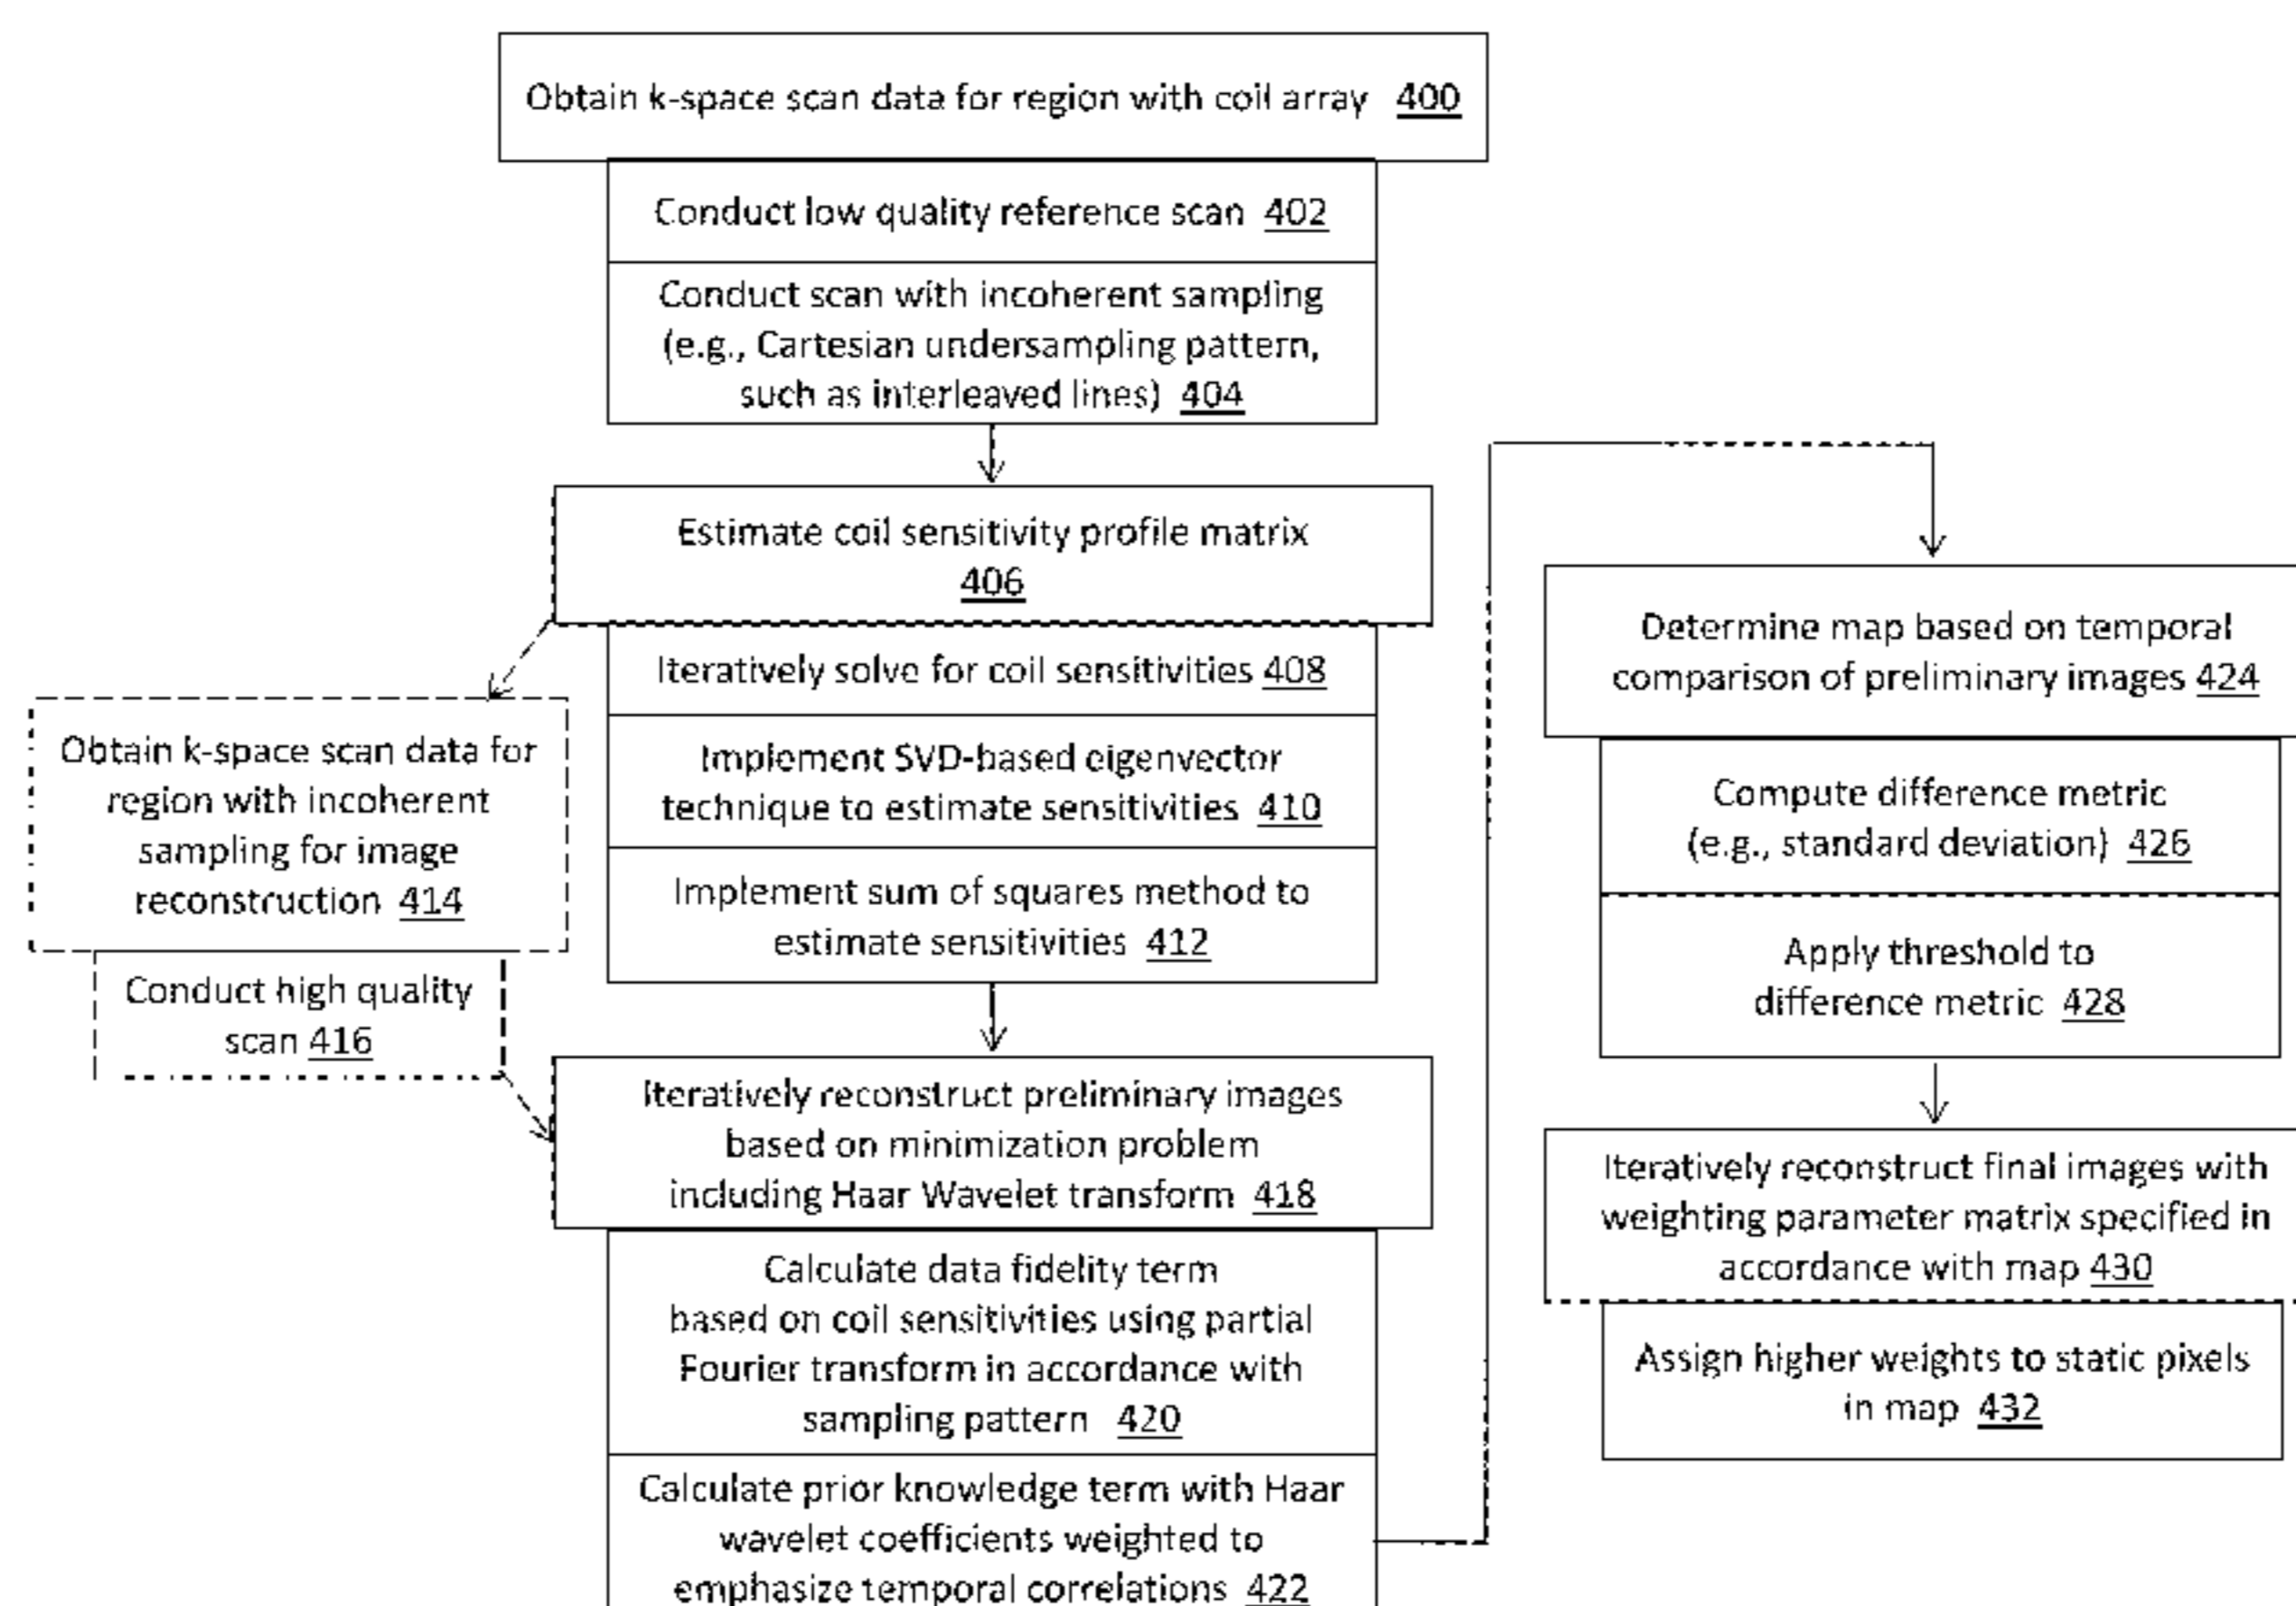 Obtain k-space scan data for region with coil array 400
Conduct low quality reference scan 402
Conduct scan with incoherent sampling
(e.g., Cartesian undersampling pattern,
such as interleaved lines) 404
Estimate coil sensitivity profile matrix
406
Iteratively solve for coil sensitivities 408
Implement SVD-based eigenvector
technique to estimate sensitivities 410
Implement sum of squares method to
estimate sensitivities 412
Obtain k-space scan data for
region with incoherent
sampling for image
reconstruction 414
Conduct high quality
scan 416
Iteratively reconstruct preliminary images
based on minimization problem
including Haar Wavelet transform 418
Calculate data fidelity term
based on coil sensitivities using partial
Fourier transform in accordance with
sampling pattern 420
Calculate prior knowledge term with Haar
wavelet coefficients weighted to
emphasize temporal correlations 422
Determine map based on temporal
comparison of preliminary images 424
Compute difference metric
(e.g., standard deviation) 426
Apply threshold to
difference metric 428
Iteratively reconstruct final images with
weighting parameter matrix specified in
accordance with map 430
Assign higher weights to static pixels
in map 432